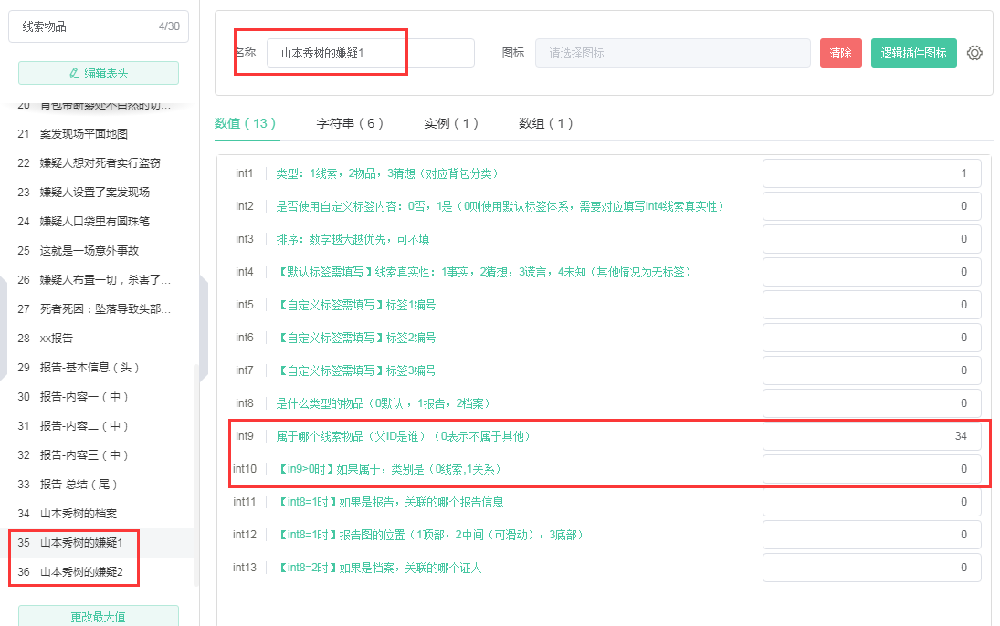 线索物品 4/30
编辑表头
20 背包带断裂处不自然的切...
21 案发现场平面地图
22 嫌疑人想对死者实行盗窃
23 嫌疑人设置了案发现场
24 嫌疑人口袋里有圆珠笔
25 这就是一场意外事故
26 嫌疑人布置一切，杀害了...
27 死者死因：坠落导致头部...
28 xx报告
29 报告-基本信息（头）
30 报告-内容一（中）
31 报告-内容二（中）
32 报告-内容三（中）
33 报告-总结（尾）
34 山本秀树的档案
35 山本秀树的嫌疑1
36 山本秀树的嫌疑2
更改最大值
名称 山本秀树的嫌疑1 图标 请选择图标 清除 逻辑插件图标
数值（13） 字符串（6） 实例（1） 数组（1）
int1 类型：1线索，2物品，3猜想（对应背包分类） 1
int2 是否使用自定义标签内容：0否，1是（0则使用默认标签体系，需要对应填写int4线索真实性） 0
int3 排序：数字越大越优先，可不填 0
int4 【默认标签需填写】线索真实性：1事实，2猜想，3谎言，4未知（其他情况为无标签） 0
int5 【自定义标签需填写】标签1编号 0
int6 【自定义标签需填写】标签2编号 0
int7 【自定义标签需填写】标签3编号 0
int8 是什么类型的物品（0默认 ，1报告，2档案） 0
int9 属于哪个线索物品（父ID是谁）（0表示不属于其他） 34
int10 【in9>0时】如果属于，类别是（0线索,1关系） 0
int11 【int8=1时】如果是报告，关联的哪个报告信息 0
int12 【int8=1时】报告图的位置（1顶部，2中间（可滑动），3底部） 0
int13 【int8=2时】如果是档案，关联的哪个证人 0